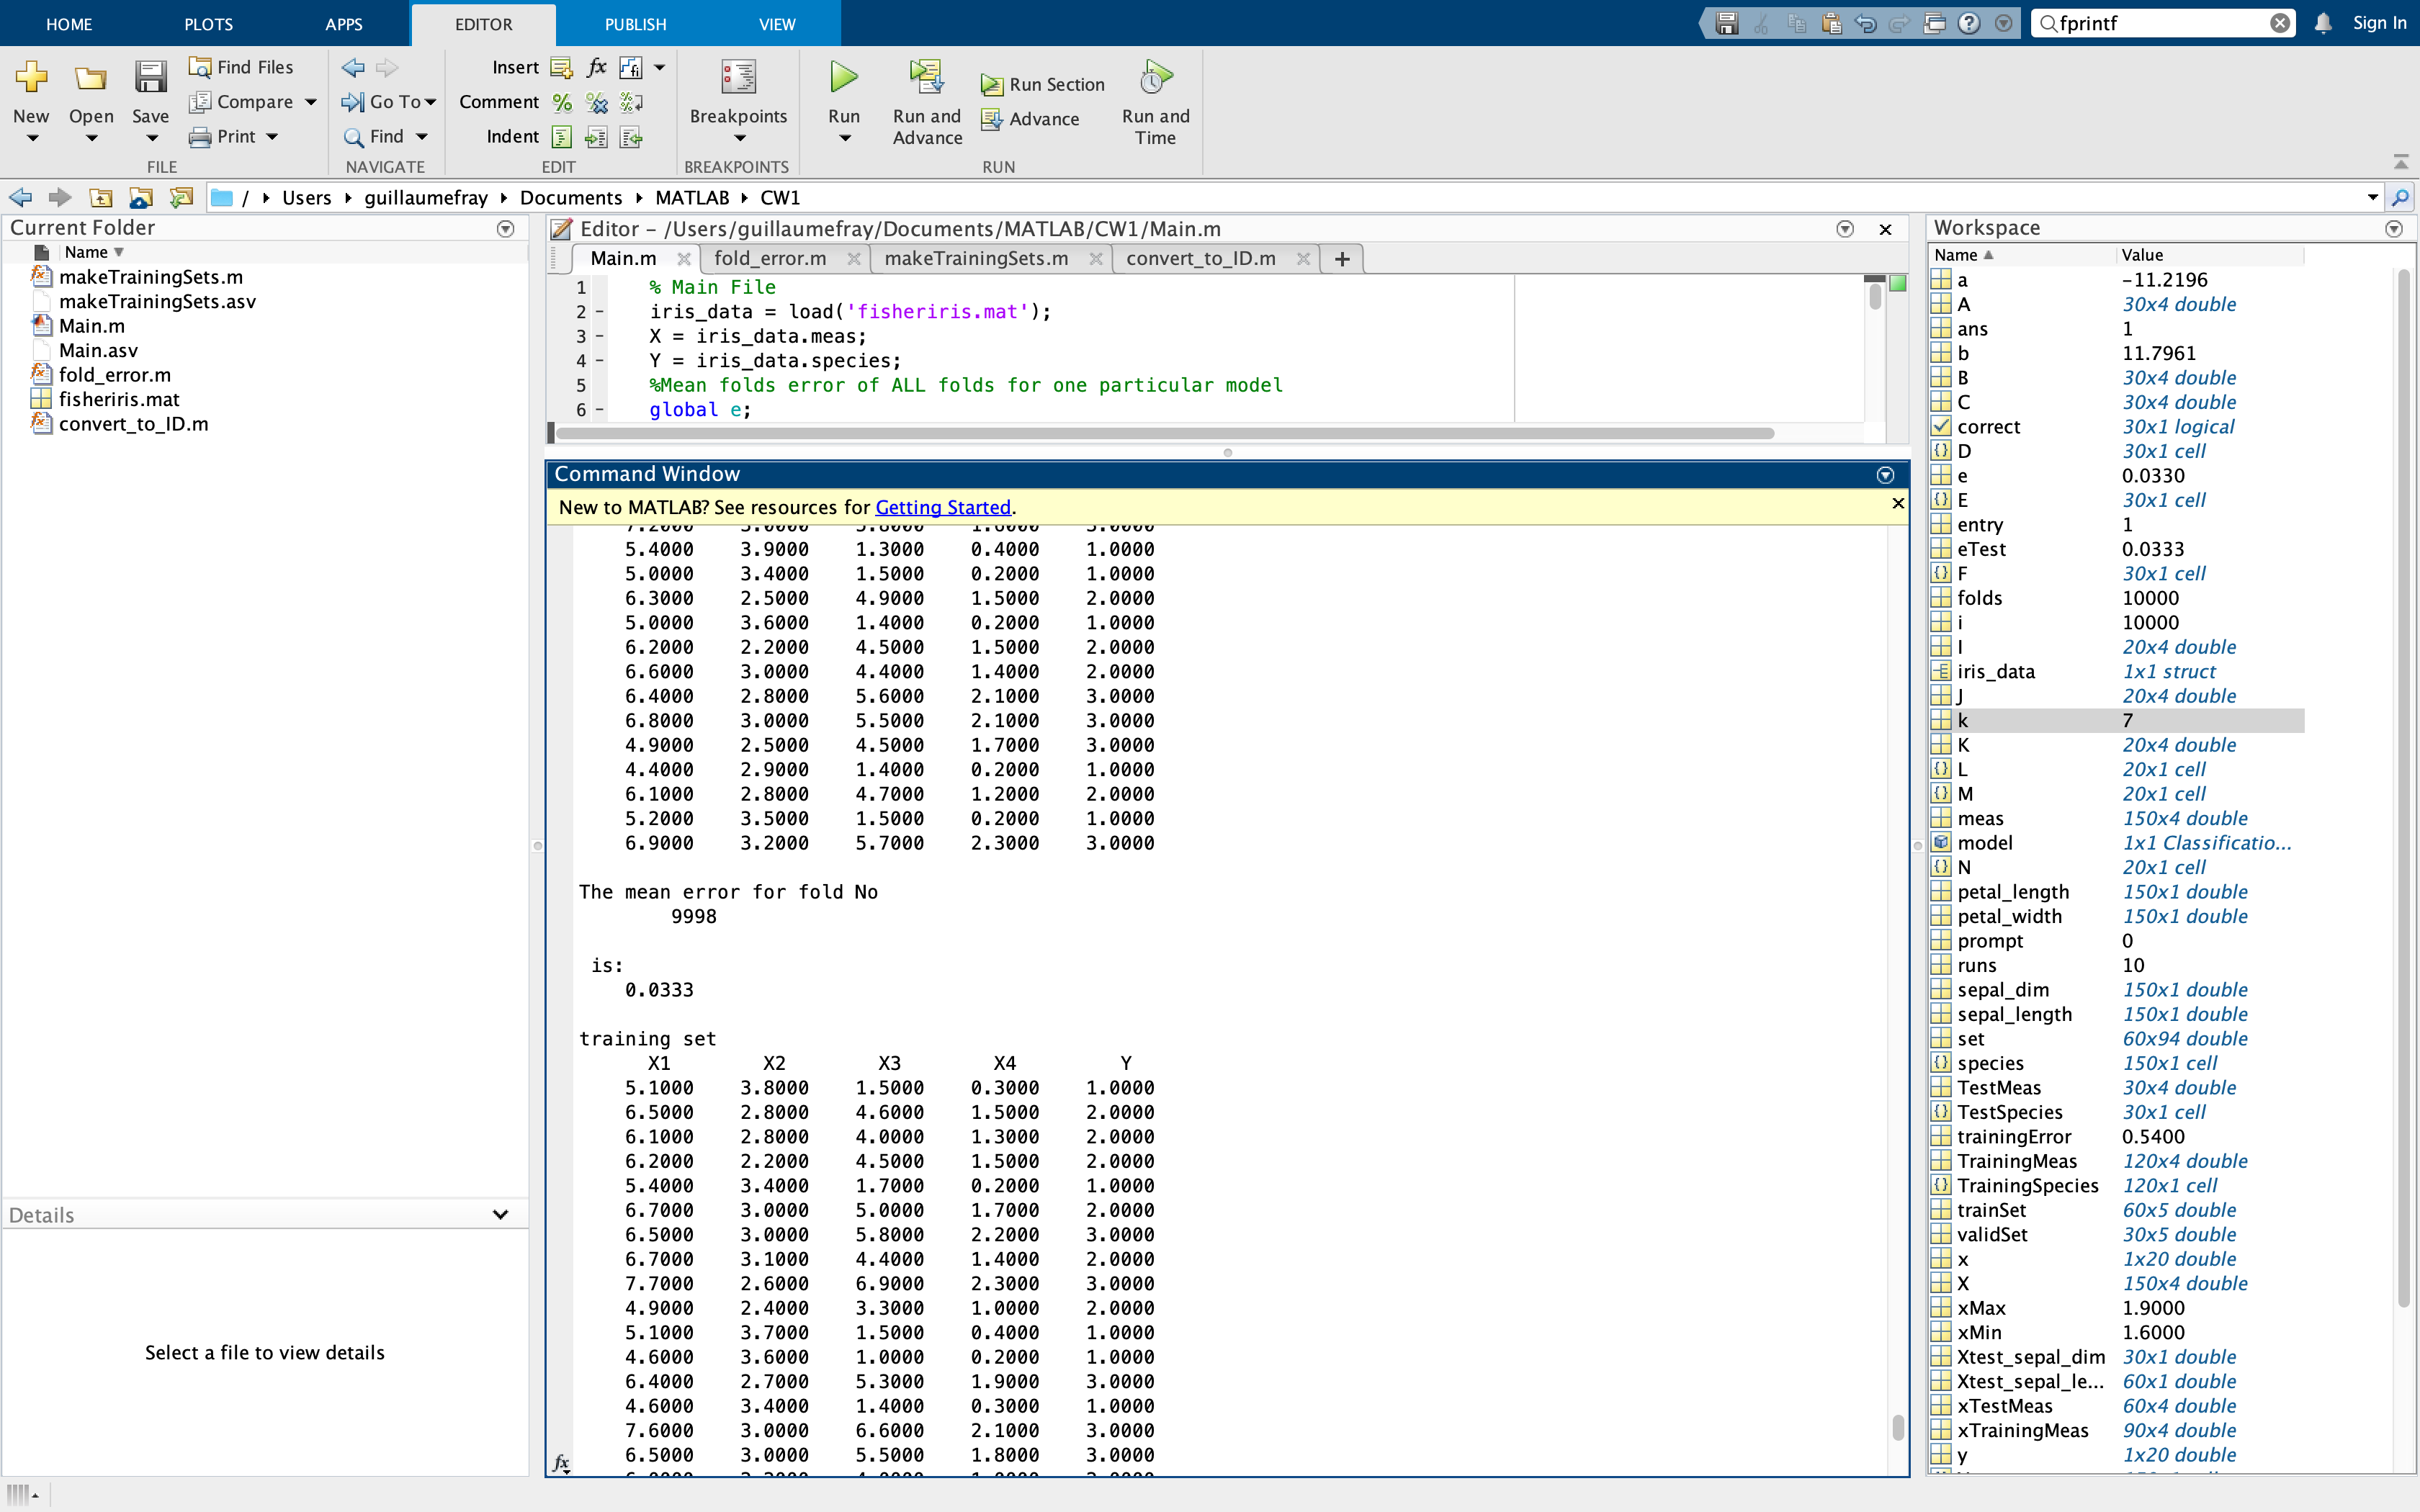 HOME PLOTS APPS EDITOR PUBLISH VIEW fprintf Sign In
New Open Save Find Files Compare Print
FILE
Go To Find
NAVIGATE
Insert fx fi
Comment
Indent
EDIT
Breakpoints
BREAKPOINTS
Run Run and Advance Run Section Advance Run and Time
RUN
/ Users guillaumefray Documents MATLAB CW1
Current Folder
Name
makeTrainingSets.m
makeTrainingSets.asv
Main.m
Main.asv
fold_error.m
fisheriris.mat
convert_to_ID.m
Details
Select a file to view details
Editor – /Users/guillaumefray/Documents/MATLAB/CW1/Main.m
Main.m fold_error.m makeTrainingSets.m convert_to_ID.m +
1 % Main File
2 – iris_data = load('fisheriris.mat');
3 – X = iris_data.meas;
4 – Y = iris_data.species;
5 %Mean folds error of ALL folds for one particular model
6 – global e;
Command Window
New to MATLAB? See resources for Getting Started.
5.4000 3.9000 1.3000 0.4000 1.0000
5.0000 3.4000 1.5000 0.2000 1.0000
6.3000 2.5000 4.9000 1.5000 2.0000
5.0000 3.6000 1.4000 0.2000 1.0000
6.2000 2.2000 4.5000 1.5000 2.0000
6.6000 3.0000 4.4000 1.4000 2.0000
6.4000 2.8000 5.6000 2.1000 3.0000
6.8000 3.0000 5.5000 2.1000 3.0000
4.9000 2.5000 4.5000 1.7000 3.0000
4.4000 2.9000 1.4000 0.2000 1.0000
6.1000 2.8000 4.7000 1.2000 2.0000
5.2000 3.5000 1.5000 0.2000 1.0000
6.9000 3.2000 5.7000 2.3000 3.0000
The mean error for fold No
9998
is:
0.0333
training set
X1 X2 X3 X4 Y
5.1000 3.8000 1.5000 0.3000 1.0000
6.5000 2.8000 4.6000 1.5000 2.0000
6.1000 2.8000 4.0000 1.3000 2.0000
6.2000 2.2000 4.5000 1.5000 2.0000
5.4000 3.4000 1.7000 0.2000 1.0000
6.7000 3.0000 5.0000 1.7000 2.0000
6.5000 3.0000 5.8000 2.2000 3.0000
6.7000 3.1000 4.4000 1.4000 2.0000
7.7000 2.6000 6.9000 2.3000 3.0000
4.9000 2.4000 3.3000 1.0000 2.0000
5.1000 3.7000 1.5000 0.4000 1.0000
4.6000 3.6000 1.0000 0.2000 1.0000
6.4000 2.7000 5.3000 1.9000 3.0000
4.6000 3.4000 1.4000 0.3000 1.0000
7.6000 3.0000 6.6000 2.1000 3.0000
6.5000 3.0000 5.5000 1.8000 3.0000
fx
Workspace
Name Value
a -11.2196
A 30x4 double
ans 1
b 11.7961
B 30x4 double
C 30x4 double
correct 30x1 logical
D 30x1 cell
e 0.0330
E 30x1 cell
entry 1
eTest 0.0333
F 30x1 cell
folds 10000
i 10000
I 20x4 double
iris_data 1x1 struct
J 20x4 double
k 7
K 20x4 double
L 20x1 cell
M 20x1 cell
meas 150x4 double
model 1x1 Classificatio...
N 20x1 cell
petal_length 150x1 double
petal_width 150x1 double
prompt 0
runs 10
sepal_dim 150x1 double
sepal_length 150x1 double
set 60x94 double
species 150x1 cell
TestMeas 30x4 double
TestSpecies 30x1 cell
trainingError 0.5400
TrainingMeas 120x4 double
TrainingSpecies 120x1 cell
trainSet 60x5 double
validSet 30x5 double
x 1x20 double
X 150x4 double
xMax 1.9000
xMin 1.6000
Xtest_sepal_dim 30x1 double
Xtest_sepal_le... 60x1 double
xTestMeas 60x4 double
xTrainingMeas 90x4 double
y 1x20 double